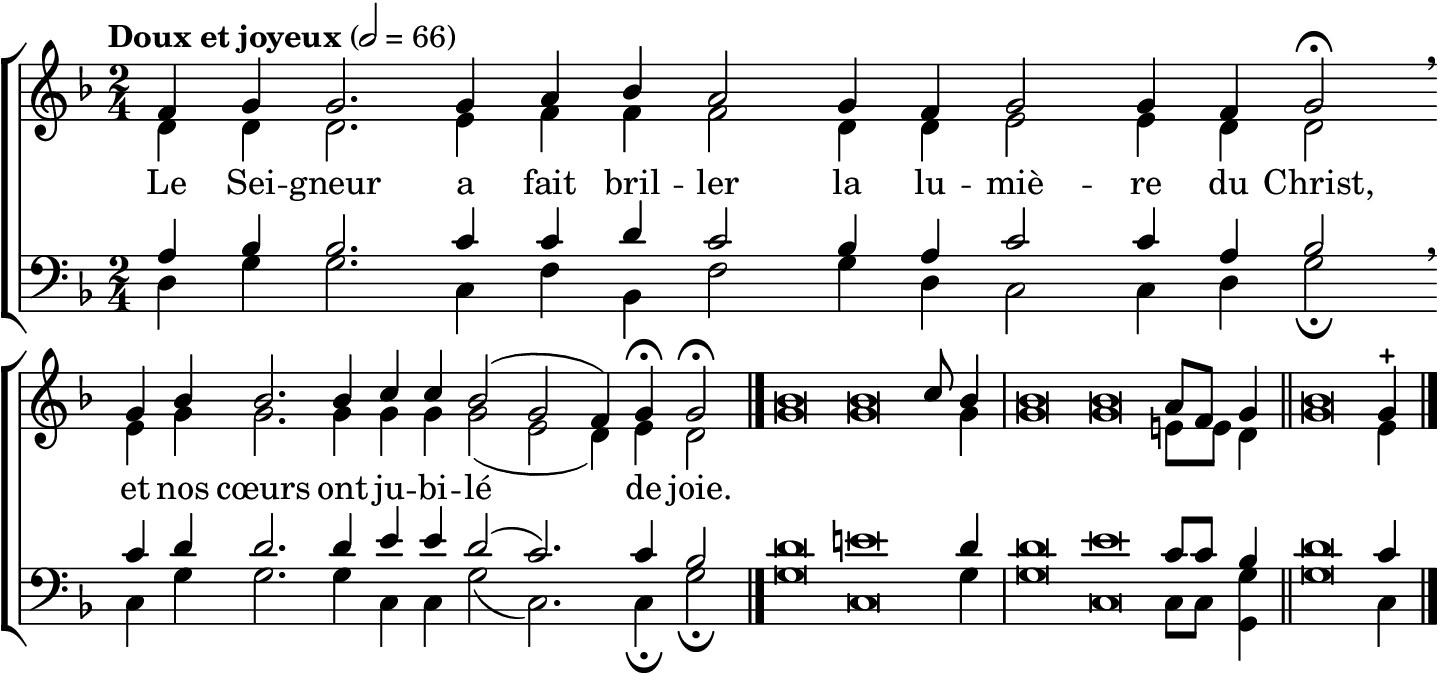 Doux et joyeux (𝅗𝅥 = 66)
Le Sei -- gneur a fait bril -- ler la lu -- miè -- re du Christ,
et nos cœurs ont ju -- bi -- lé de joie.